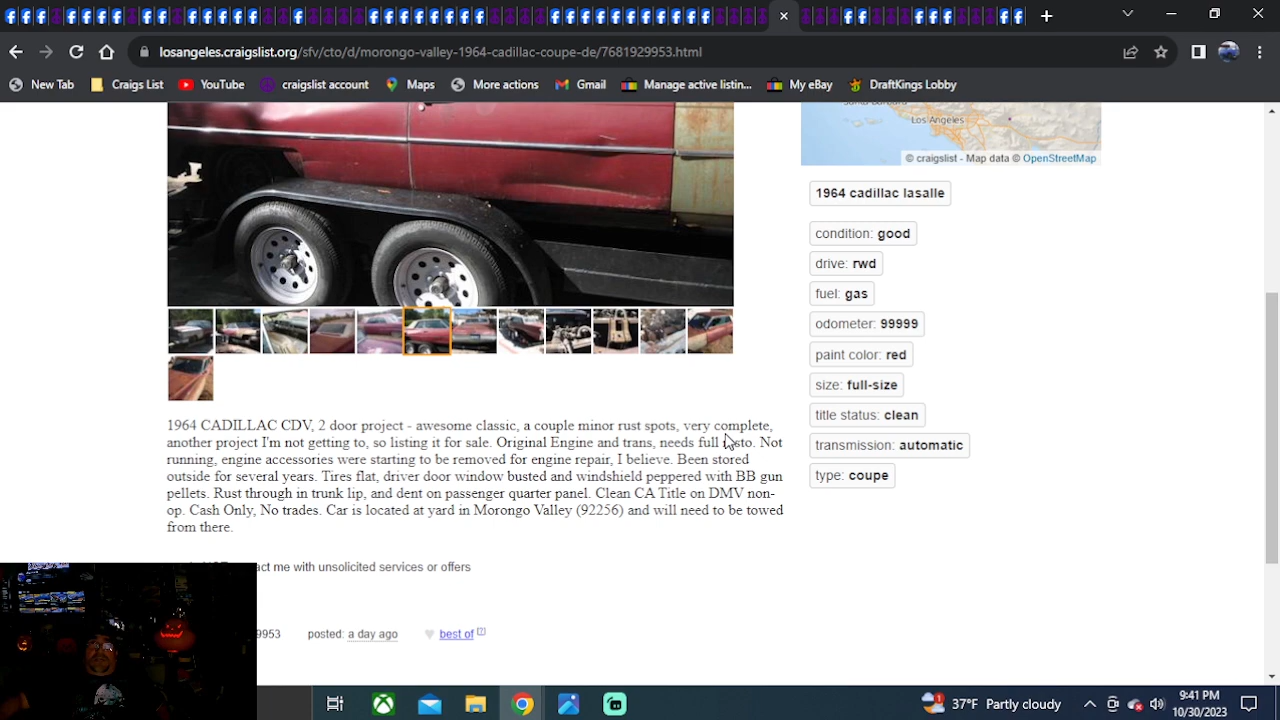 losangeles.craigslist.org/sfv/cto/d/morongo-valley-1964-cadillac-coupe-de/7681929953.html
New Tab Craigs List YouTube craigslist account Maps More actions Gmail Manage active listin... My eBay DraftKings Lobby
Los Angeles
© craigslist - Map data © OpenStreetMap
1964 cadillac lasalle
condition: good
drive: rwd
fuel: gas
odometer: 99999
paint color: red
size: full-size
title status: clean
transmission: automatic
type: coupe
1964 CADILLAC CDV, 2 door project - awesome classic, a couple minor rust spots, very complete,
another project I'm not getting to, so listing it for sale. Original Engine and trans, needs full Not
running, engine accessories were starting to be removed for engine repair, I believe. Been stored
outside for several years. Tires flat, driver door window busted and windshield peppered with BB gun
pellets. Rust through in trunk lip, and dent on passenger quarter panel. Clean CA Title on DMV non-
op. Cash Only, No trades. Car is located at yard in Morongo Valley (92256) and will need to be towed
from there.
act me with unsolicited services or offers
9953 posted: a day ago best of [?]
37°F Partly cloudy
9:41 PM
10/30/2023